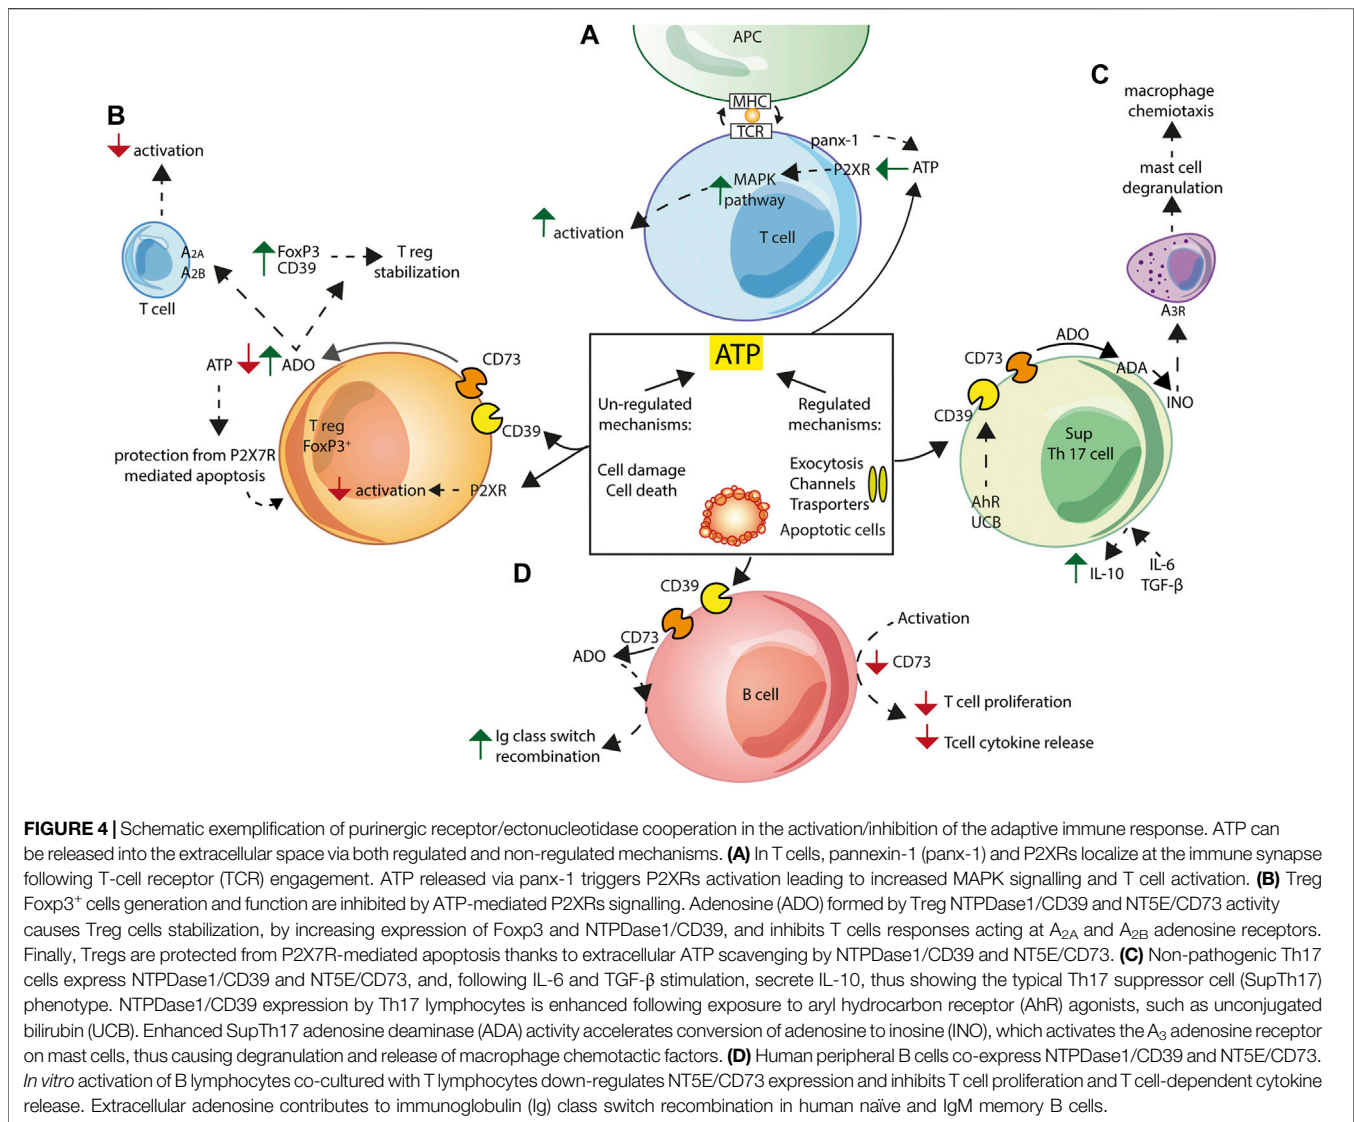 A
APC
MHC
TCR
panx-1
P2XR
ATP
MAPK
pathway
activation
T cell
B
activation
A2A
A2B
T cell
FoxP3
CD39
T reg
stabilization
ATP
ADO
CD73
CD39
T reg
FoxP3+
protection from P2X7R
mediated apoptosis
activation
P2XR
ATP
Un-regulated
mechanisms:
Cell damage
Cell death
Regulated
mechanisms:
Exocytosis
Channels
Trasporters
Apoptotic cells
C
macrophage
chemiotaxis
mast cell
degranulation
A3R
ADO
CD73
ADA
INO
CD39
Sup
Th 17 cell
AhR
UCB
IL-10
IL-6
TGF-β
D
CD39
CD73
ADO
B cell
Ig class switch
recombination
Activation
CD73
T cell proliferation
Tcell cytokine release
FIGURE 4 | Schematic exemplification of purinergic receptor/ectonucleotidase cooperation in the activation/inhibition of the adaptive immune response. ATP can
be released into the extracellular space via both regulated and non-regulated mechanisms. (A) In T cells, pannexin-1 (panx-1) and P2XRs localize at the immune synapse
following T-cell receptor (TCR) engagement. ATP released via panx-1 triggers P2XRs activation leading to increased MAPK signalling and T cell activation. (B) Treg
Foxp3+ cells generation and function are inhibited by ATP-mediated P2XRs signalling. Adenosine (ADO) formed by Treg NTPDase1/CD39 and NT5E/CD73 activity
causes Treg cells stabilization, by increasing expression of Foxp3 and NTPDase1/CD39, and inhibits T cells responses acting at A2A and A2B adenosine receptors.
Finally, Tregs are protected from P2X7R-mediated apoptosis thanks to extracellular ATP scavenging by NTPDase1/CD39 and NT5E/CD73. (C) Non-pathogenic Th17
cells express NTPDase1/CD39 and NT5E/CD73, and, following IL-6 and TGF-β stimulation, secrete IL-10, thus showing the typical Th17 suppressor cell (SupTh17)
phenotype. NTPDase1/CD39 expression by Th17 lymphocytes is enhanced following exposure to aryl hydrocarbon receptor (AhR) agonists, such as unconjugated
bilirubin (UCB). Enhanced SupTh17 adenosine deaminase (ADA) activity accelerates conversion of adenosine to inosine (INO), which activates the A3 adenosine receptor
on mast cells, thus causing degranulation and release of macrophage chemotactic factors. (D) Human peripheral B cells co-express NTPDase1/CD39 and NT5E/CD73.
In vitro activation of B lymphocytes co-cultured with T lymphocytes down-regulates NT5E/CD73 expression and inhibits T cell proliferation and T cell-dependent cytokine
release. Extracellular adenosine contributes to immunoglobulin (Ig) class switch recombination in human naïve and IgM memory B cells.